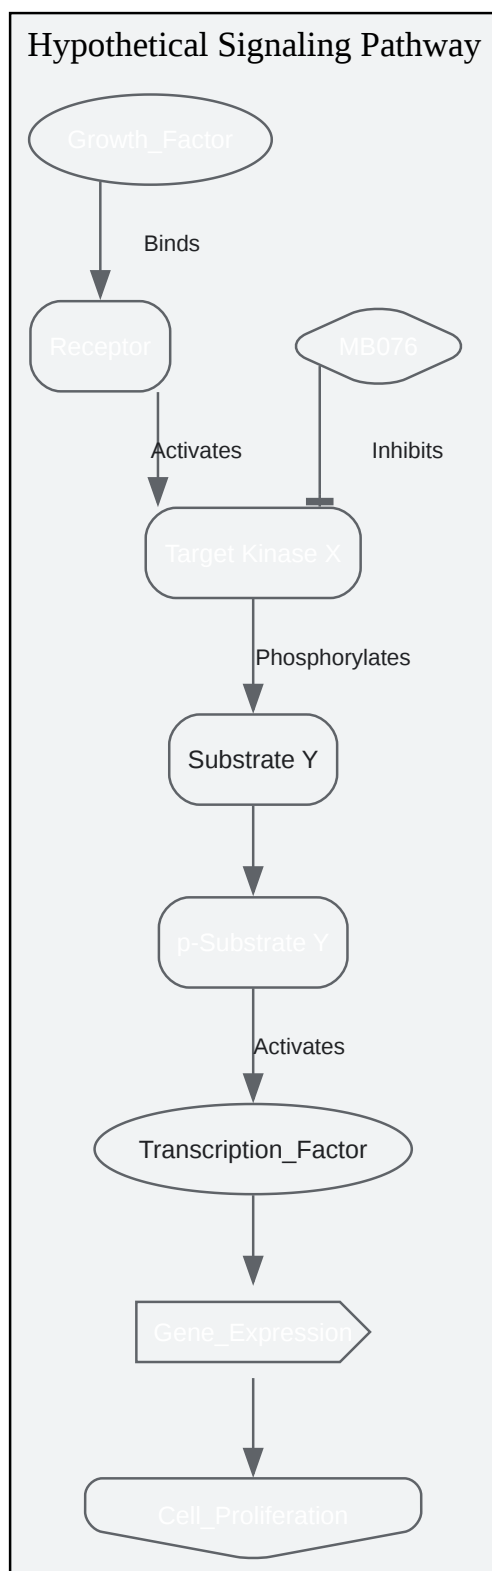 Hypothetical Signaling Pathway
Growth_Factor
Binds
Receptor
MB076
Activates
Inhibits
Target Kinase X
Phosphorylates
Substrate Y
p-Substrate Y
Activates
Transcription_Factor
Gene_Expression
Cell_Proliferation